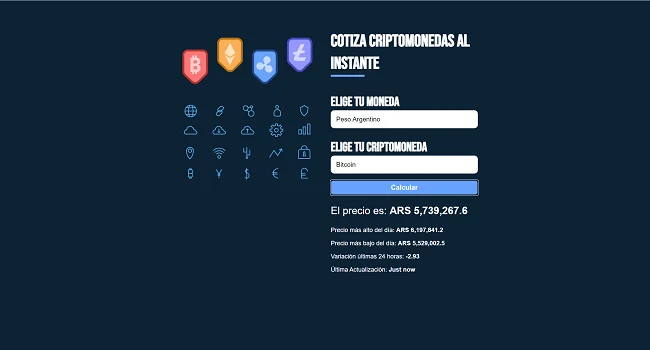 COTIZA CRIPTOMONEDAS AL
INSTANTE
ELIGE TU MONEDA
Peso Argentino
ELIGE TU CRIPTOMONEDA
Bitcoin
Calcular
El precio es: ARS 5,739,267.6
Precio más alto del día: ARS 6,197,841.2
Precio más bajo del día: ARS 5,529,002.5
Variación últimas 24 horas: -2.93
Última Actualización: Just now